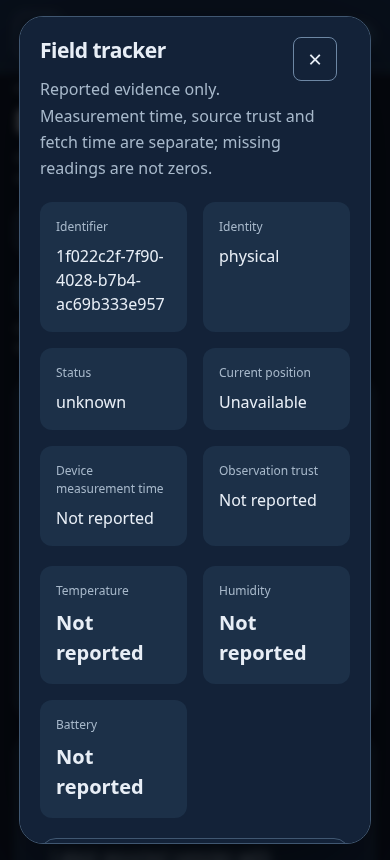 Field tracker
✕
Reported evidence only.
Measurement time, source trust and
fetch time are separate; missing
readings are not zeros.
Identifier
1f022c2f-7f90-
4028-b7b4-
ac69b333e957
Identity
physical
Status
unknown
Current position
Unavailable
Device
measurement time
Not reported
Observation trust
Not reported
Temperature
Not
reported
Humidity
Not
reported
Battery
Not
reported